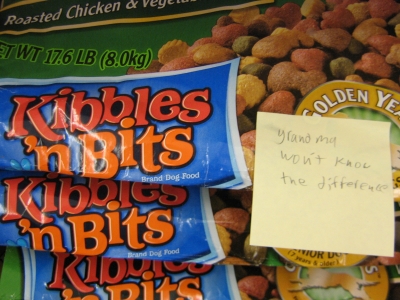 Roasted Chicken & Vegeta
ET WT 17.6 LB (8.0kg)
Kibbles
'n Bits
Brand Dog Food
Kibbles
'n Bits
Brand Dog Food
Kibbles
'n Bits
GOLDEN YEA
grandma
won't know
the difference